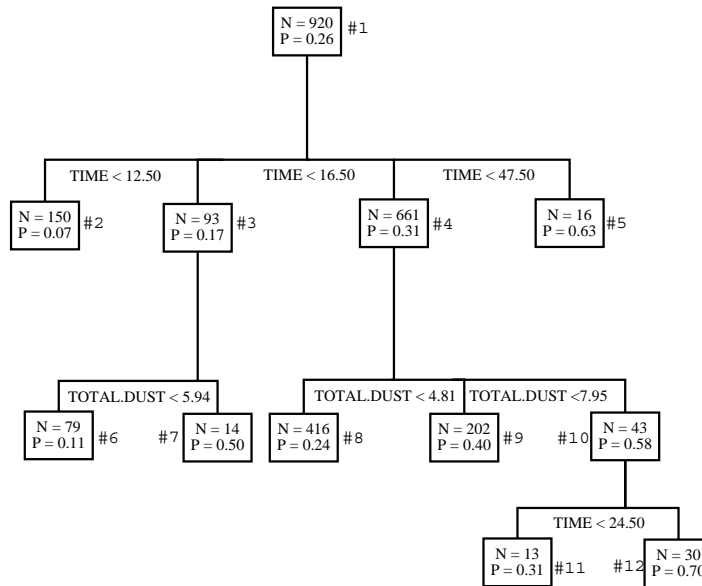 N = 920
P = 0.26
#1
TIME < 12.50
TIME < 16.50
TIME < 47.50
N = 150
P = 0.07
#2
N = 93
P = 0.17
#3
N = 661
P = 0.31
#4
N = 16
P = 0.63
#5
TOTAL.DUST < 5.94
TOTAL.DUST < 4.81
TOTAL.DUST <7.95
N = 79
P = 0.11
#6
#7
N = 14
P = 0.50
N = 416
P = 0.24
#8
N = 202
P = 0.40
#9
#10
N = 43
P = 0.58
TIME < 24.50
N = 13
P = 0.31
#11
#12
N = 30
P = 0.70